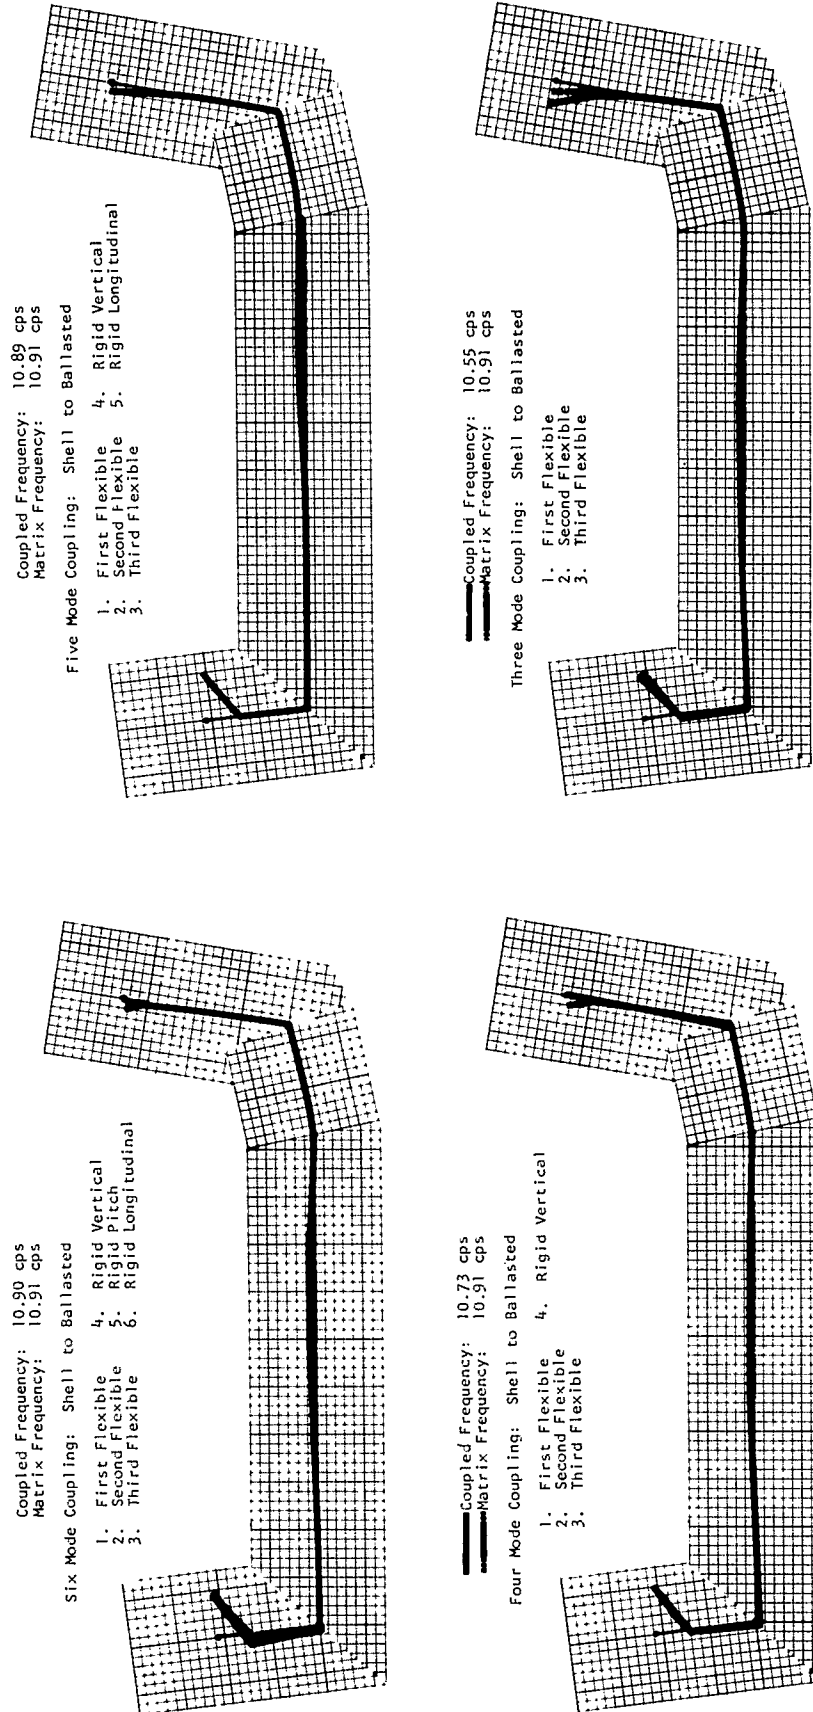 Coupled Frequency: 10.90 cps
Matrix Frequency: 10.91 cps
Six Mode Coupling: Shell to Ballasted
1. First Flexible 4. Rigid Vertical
2. Second Flexible 5. Rigid Pitch
3. Third Flexible 6. Rigid Longitudinal
Coupled Frequency: 10.89 cps
Matrix Frequency: 10.91 cps
Five Mode Coupling: Shell to Ballasted
1. First Flexible 4. Rigid Vertical
2. Second Flexible 5. Rigid Longitudinal
3. Third Flexible
Coupled Frequency: 10.73 cps
Matrix Frequency: 10.91 cps
Four Mode Coupling: Shell to Ballasted
1. First Flexible 4. Rigid Vertical
2. Second Flexible
3. Third Flexible
Coupled Frequency: 10.55 cps
Matrix Frequency: 10.91 cps
Three Mode Coupling: Shell to Ballasted
1. First Flexible
2. Second Flexible
3. Third Flexible